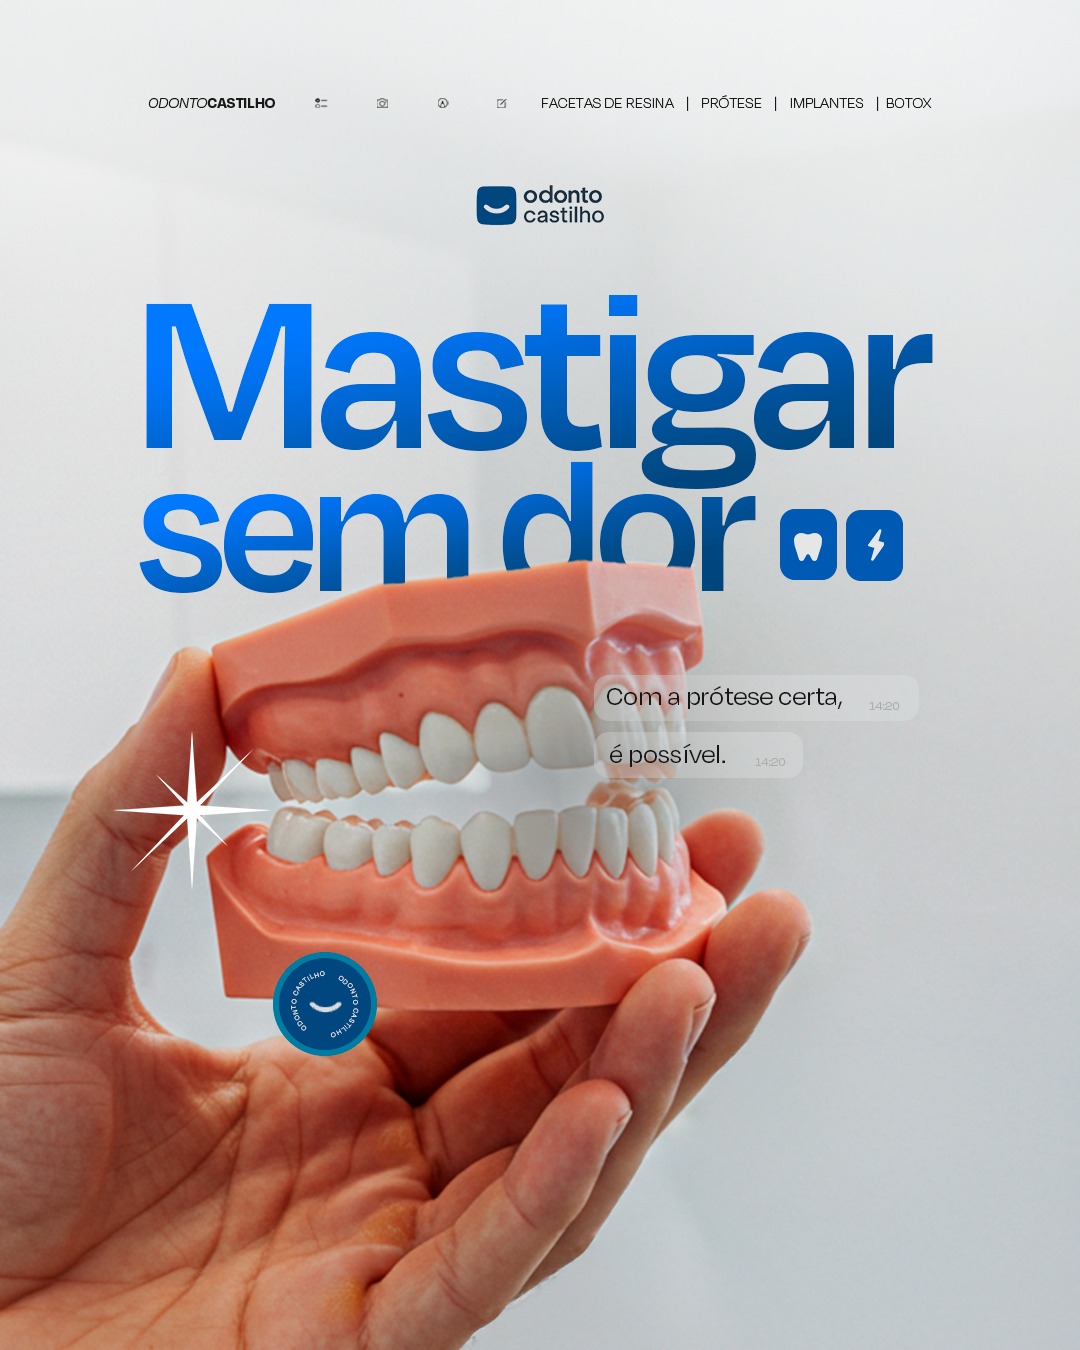 ODONTOCASTILHO FACETAS DE RESINA | PRÓTESE | IMPLANTES | BOTOX
odonto
castilho
Mastigar
sem dor
Com a prótese certa, 14:20
é possível. 14:20
ODONTO CASTILHO ODONTO CASTILHO